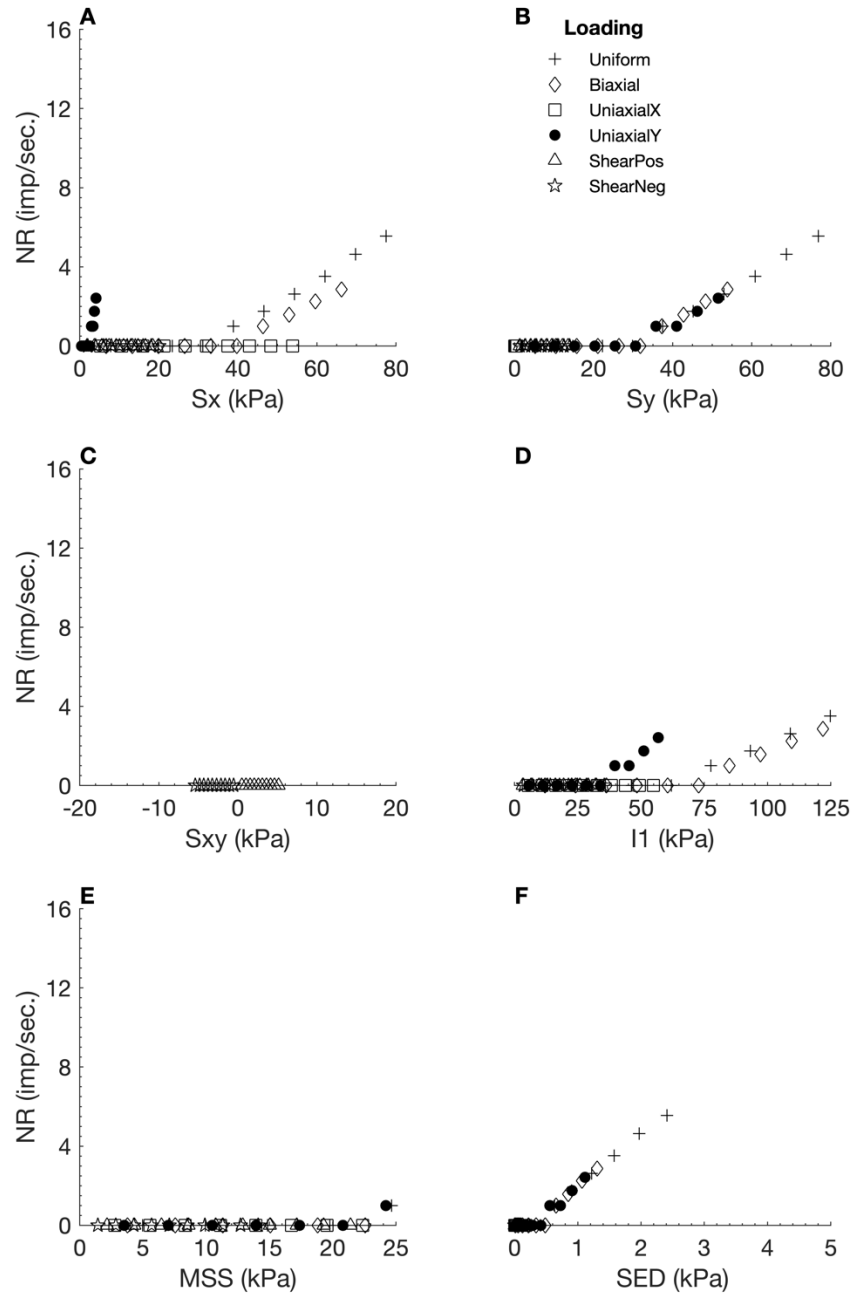 A
16
12
8
4
0
NR (imp/sec.)
0 20 40 60 80
Sx (kPa)
B
Loading
Uniform
Biaxial
UniaxialX
UniaxialY
ShearPos
ShearNeg
0 20 40 60 80
Sy (kPa)
C
16
12
8
4
0
NR (imp/sec.)
-20 -10 0 10 20
Sxy (kPa)
D
0 25 50 75 100 125
I1 (kPa)
E
16
12
8
4
0
NR (imp/sec.)
0 5 10 15 20 25
MSS (kPa)
F
0 1 2 3 4 5
SED (kPa)